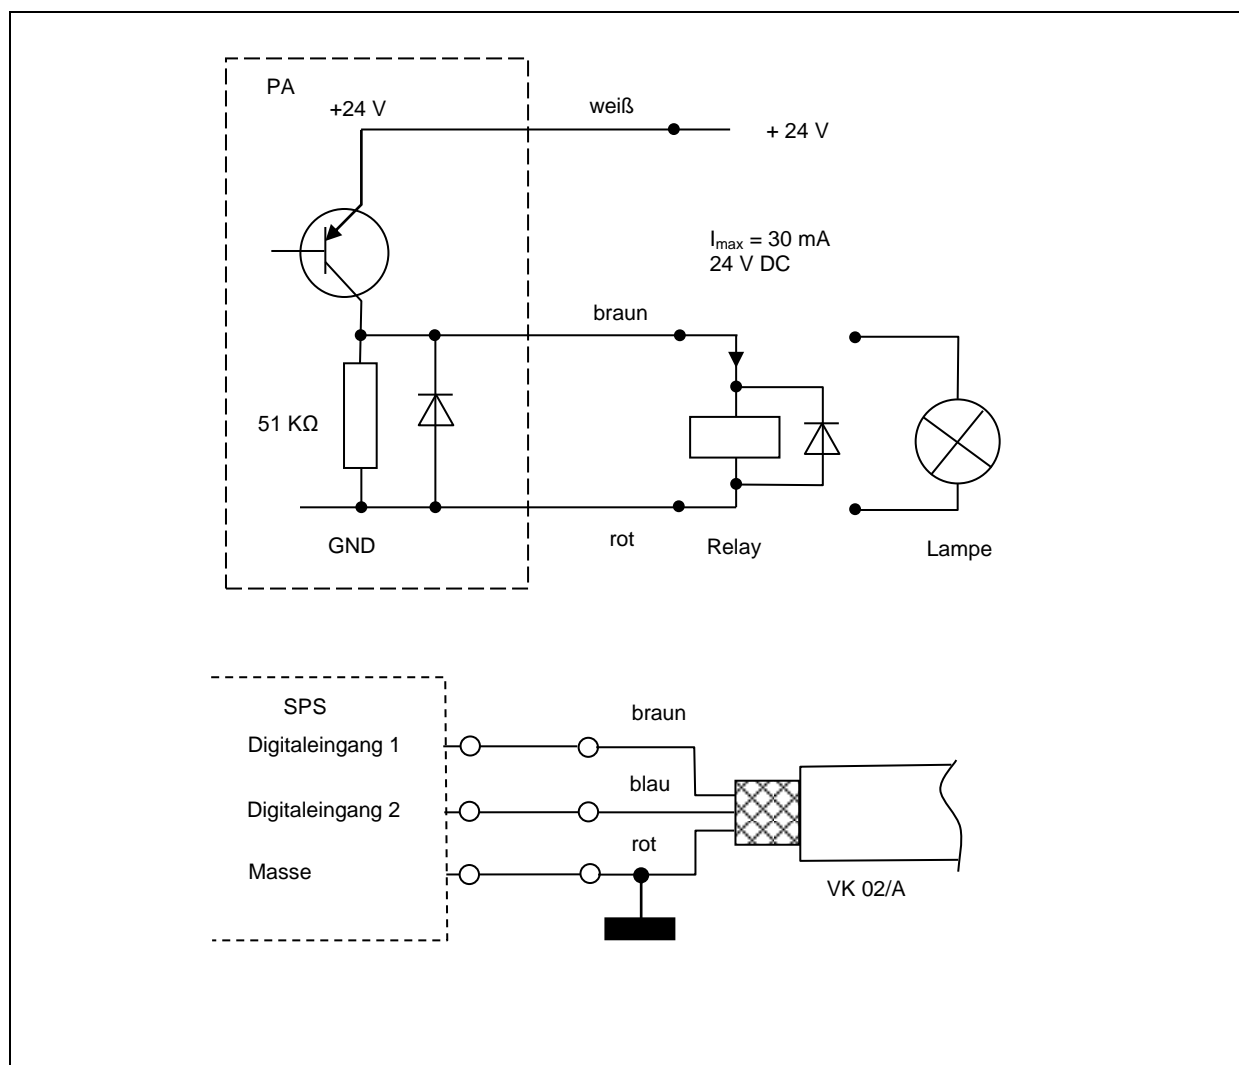 PA
+24 V
weiß
+ 24 V
Imax = 30 mA
24 V DC
braun
51 KΩ
GND
rot
Relay
Lampe
SPS
braun
Digitaleingang 1
blau
Digitaleingang 2
rot
Masse
VK 02/A